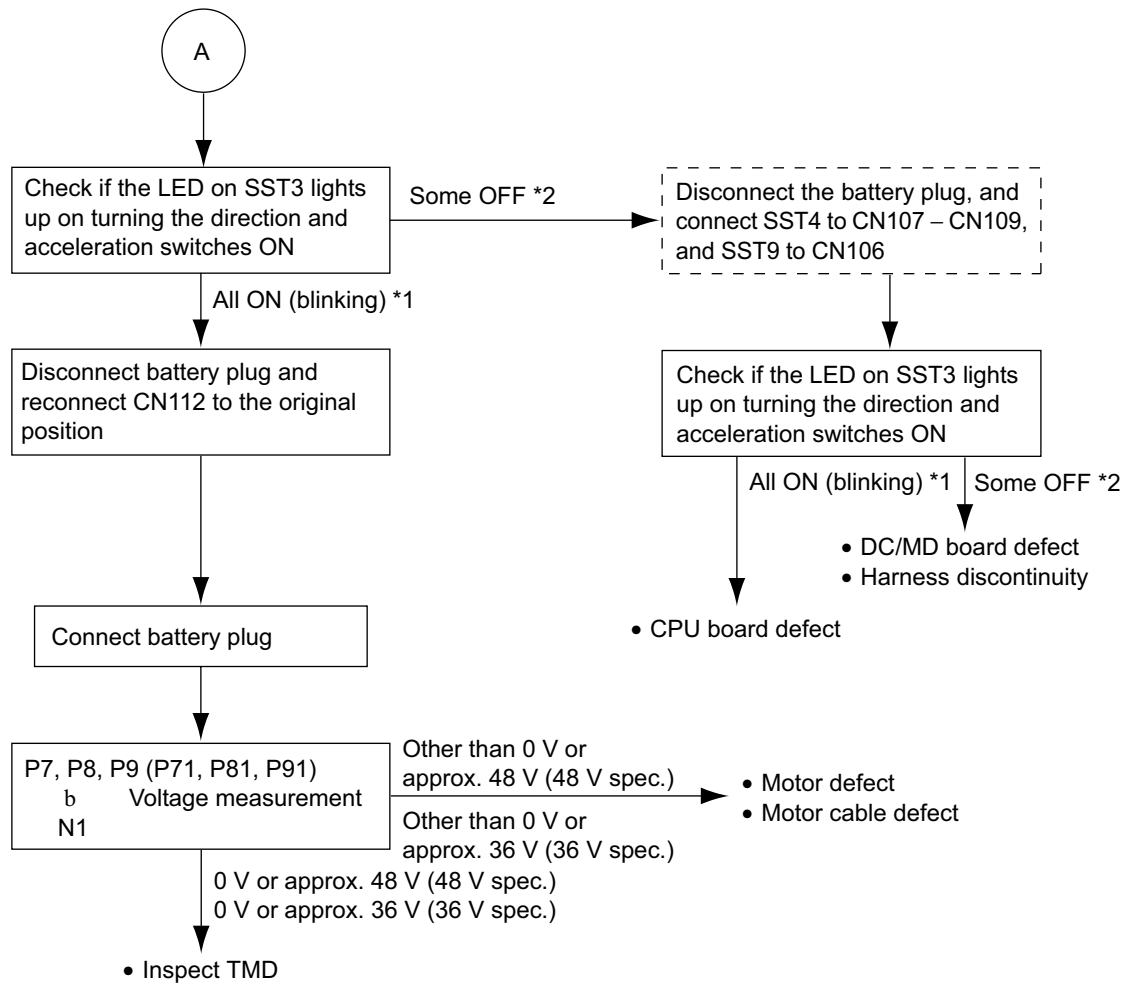 A
Check if the LED on SST3 lights
up on turning the direction and
acceleration switches ON
Some OFF *2
Disconnect the battery plug, and
connect SST4 to CN107 – CN109,
and SST9 to CN106
All ON (blinking) *1
Disconnect battery plug and
reconnect CN112 to the original
position
Check if the LED on SST3 lights
up on turning the direction and
acceleration switches ON
All ON (blinking) *1
Some OFF *2
• DC/MD board defect
• Harness discontinuity
• CPU board defect
Connect battery plug
P7, P8, P9 (P71, P81, P91)
b Voltage measurement
N1
Other than 0 V or
approx. 48 V (48 V spec.)
Other than 0 V or
approx. 36 V (36 V spec.)
• Motor defect
• Motor cable defect
0 V or approx. 48 V (48 V spec.)
0 V or approx. 36 V (36 V spec.)
• Inspect TMD